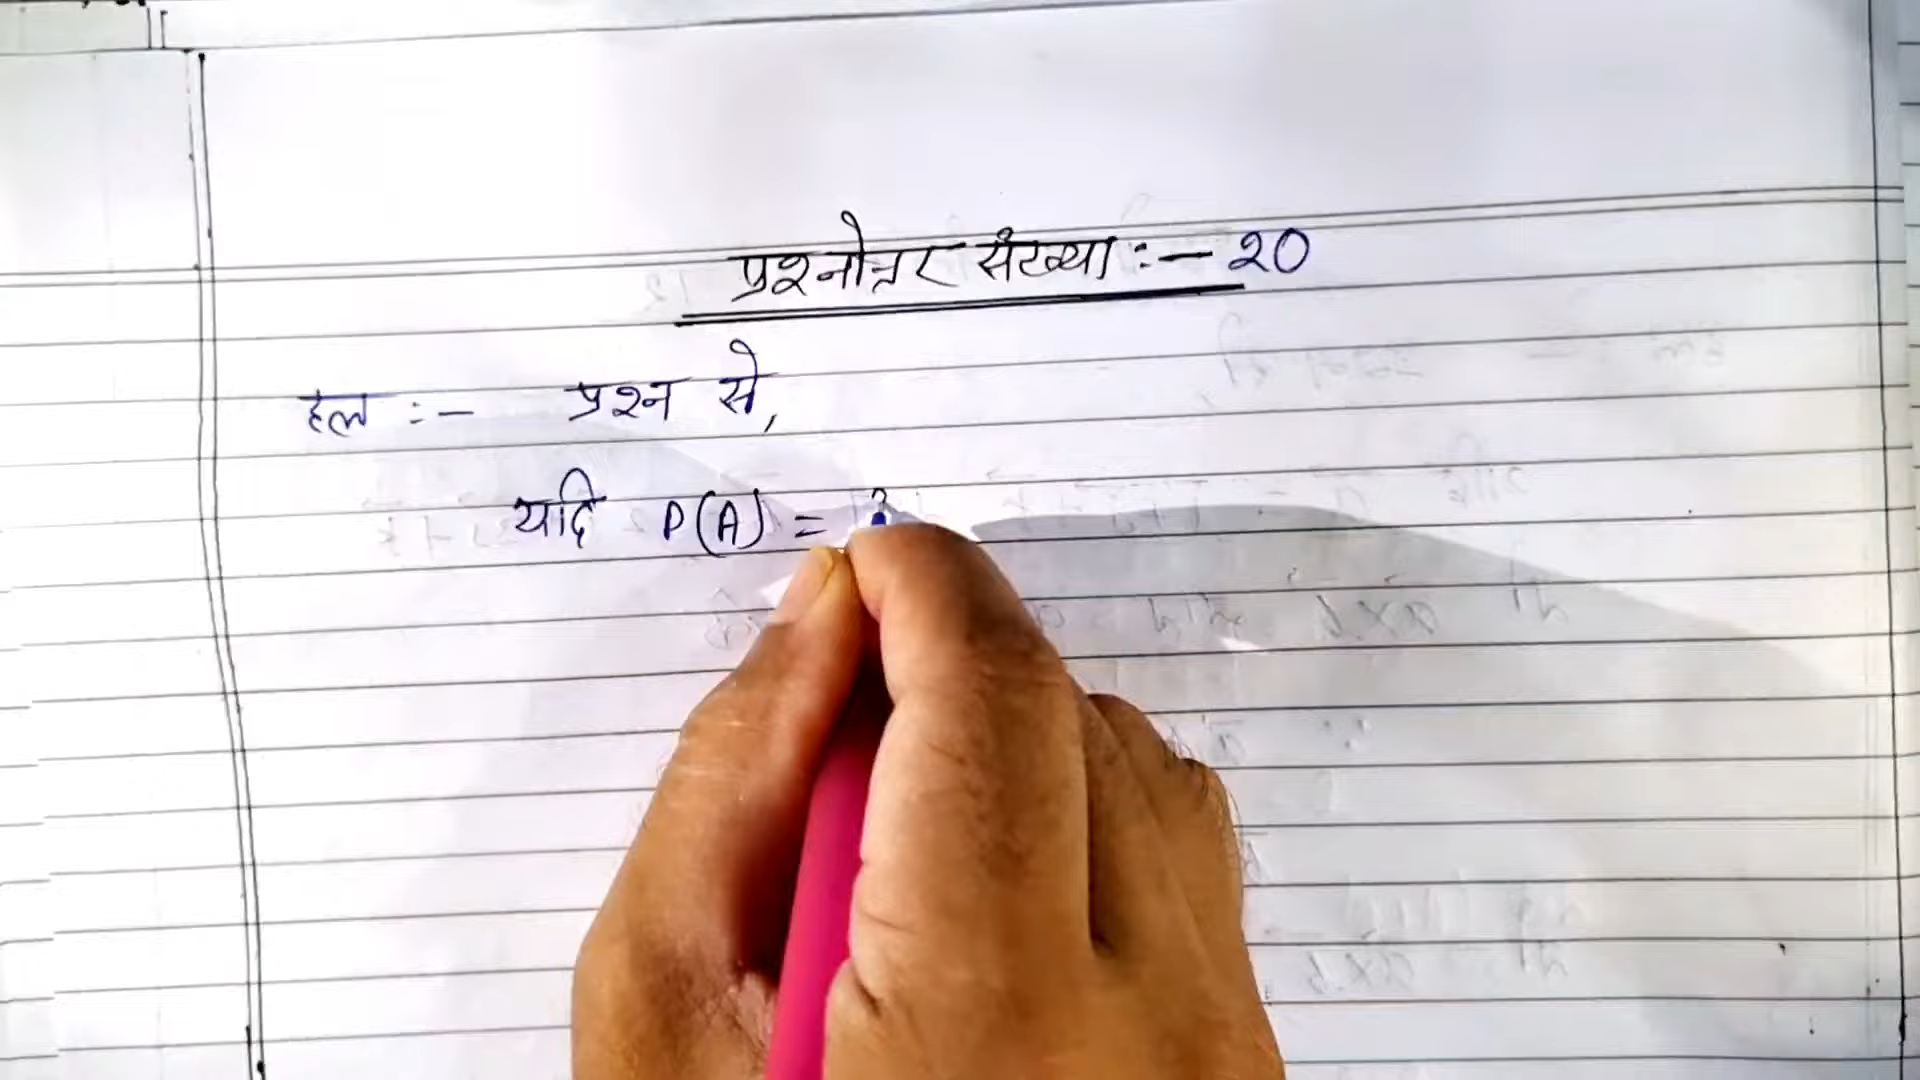 प्रश्नोत्तर संख्या :- 20
हल :- प्रश्न से,
यदि P(A) =